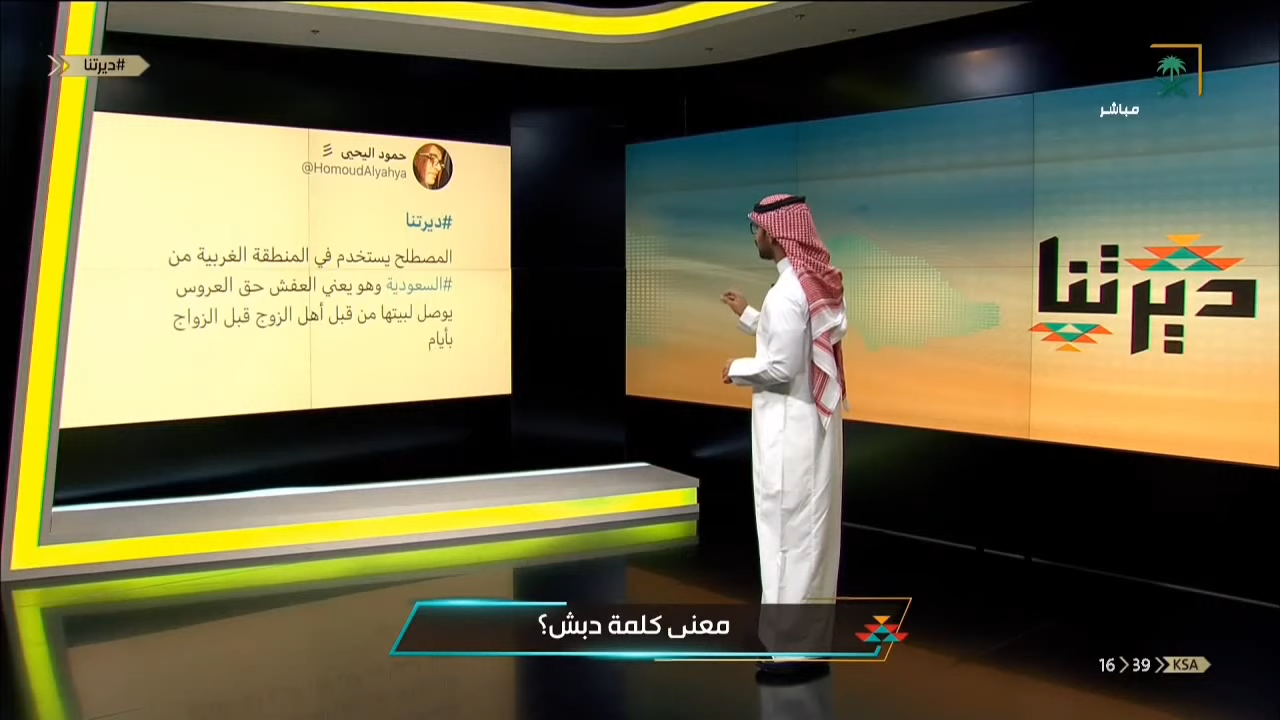 #ديرتنا
مباشر
حمود اليحيى
@HomoudAlyahya
#ديرتنا
المصطلح يستخدم في المنطقة الغربية من
#السعودية وهو يعني العفش حق العروس
يوصل لبيتها من قبل أهل الزوج قبل الزواج
بأيام
ديرتنا
معنى كلمة دبش؟
16 39 KSA